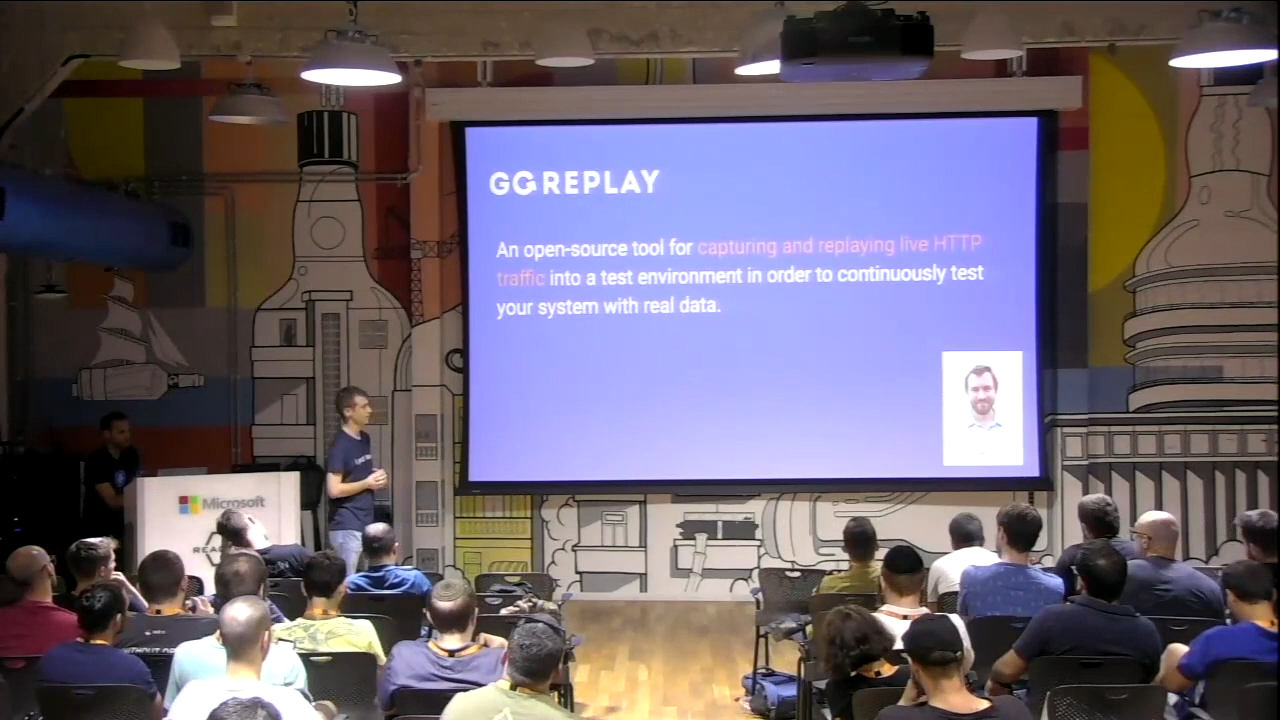 GOREPLAY
An open-source tool for capturing and replaying live HTTP
traffic into a test environment in order to continuously test
your system with real data.
Microsoft